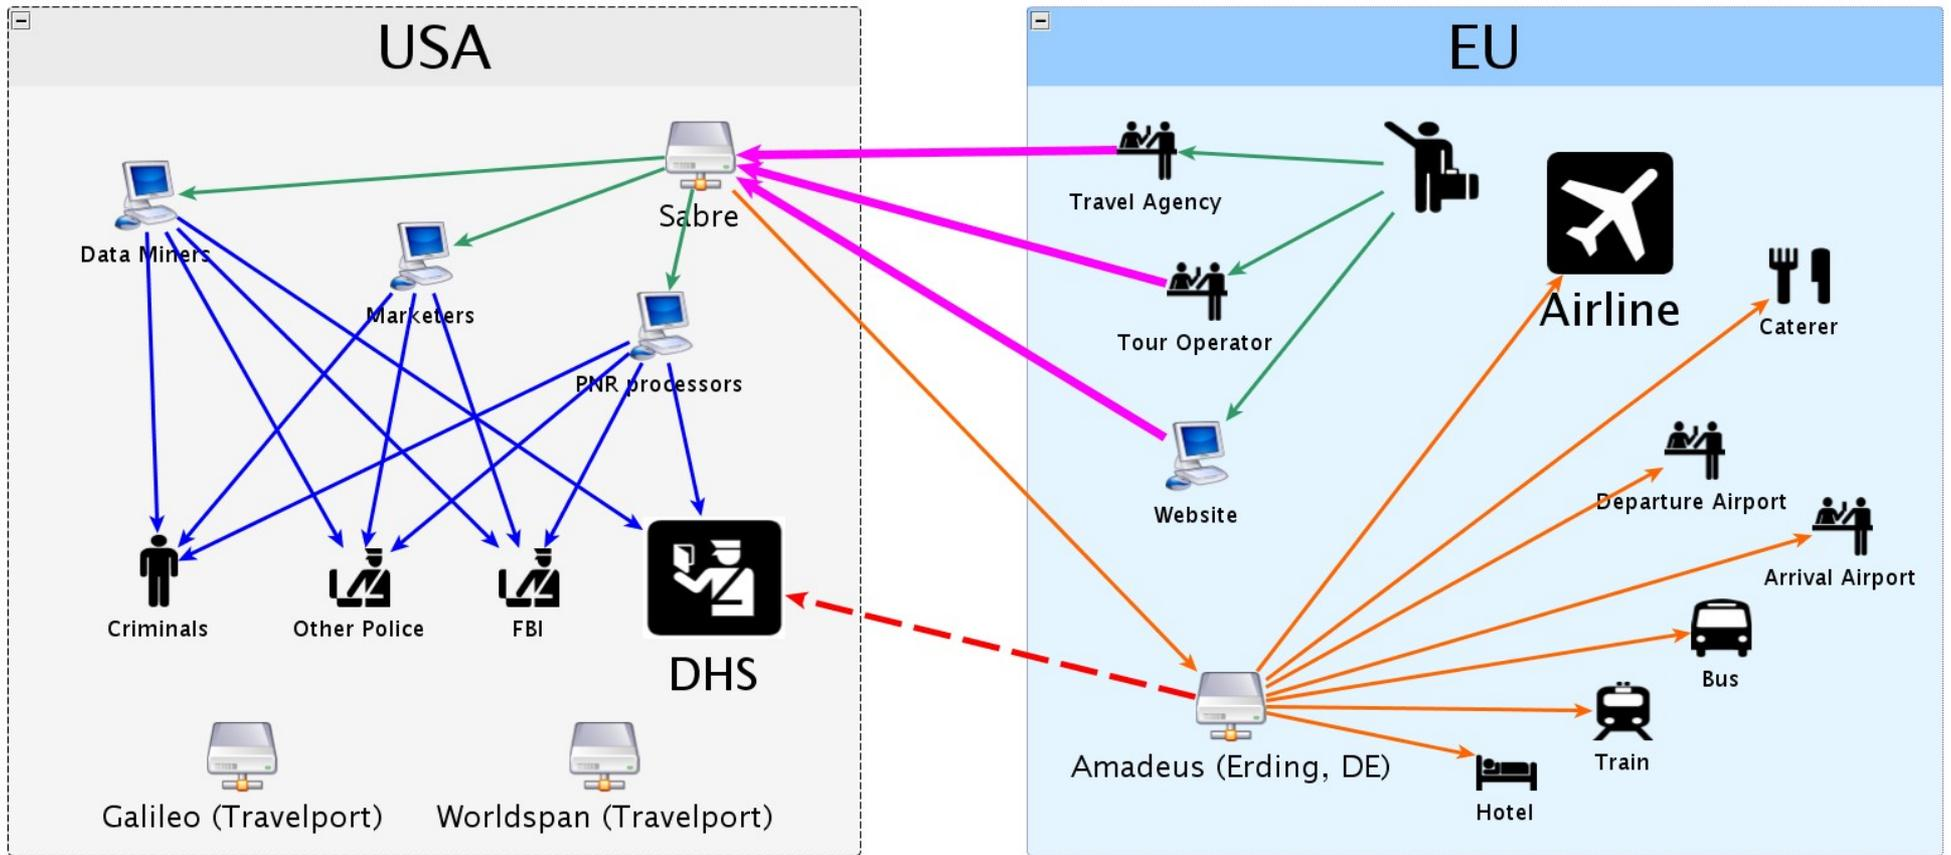 USA
EU
Sabre
Data Miners
Marketers
PNR processors
Criminals
Other Police
FBI
DHS
Galileo (Travelport)
Worldspan (Travelport)
Travel Agency
Tour Operator
Website
Airline
Caterer
Departure Airport
Arrival Airport
Bus
Train
Hotel
Amadeus (Erding, DE)